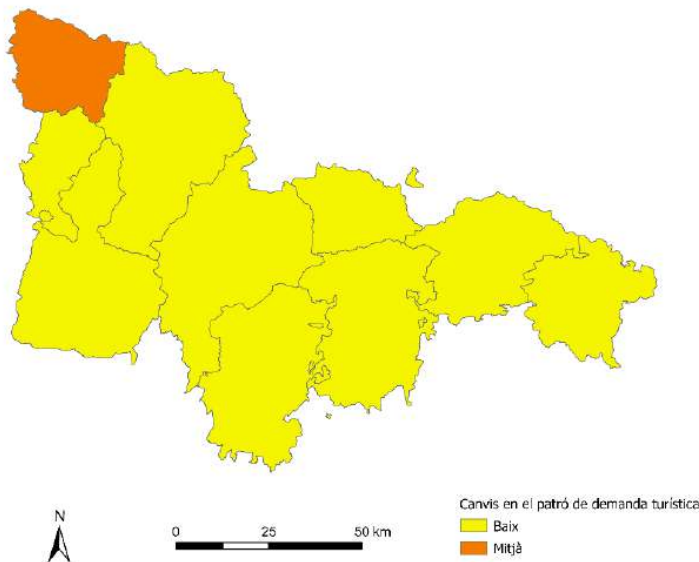 Canvis en el patró de demanda turística
Baix
Mitjà
N
0 25 50 km